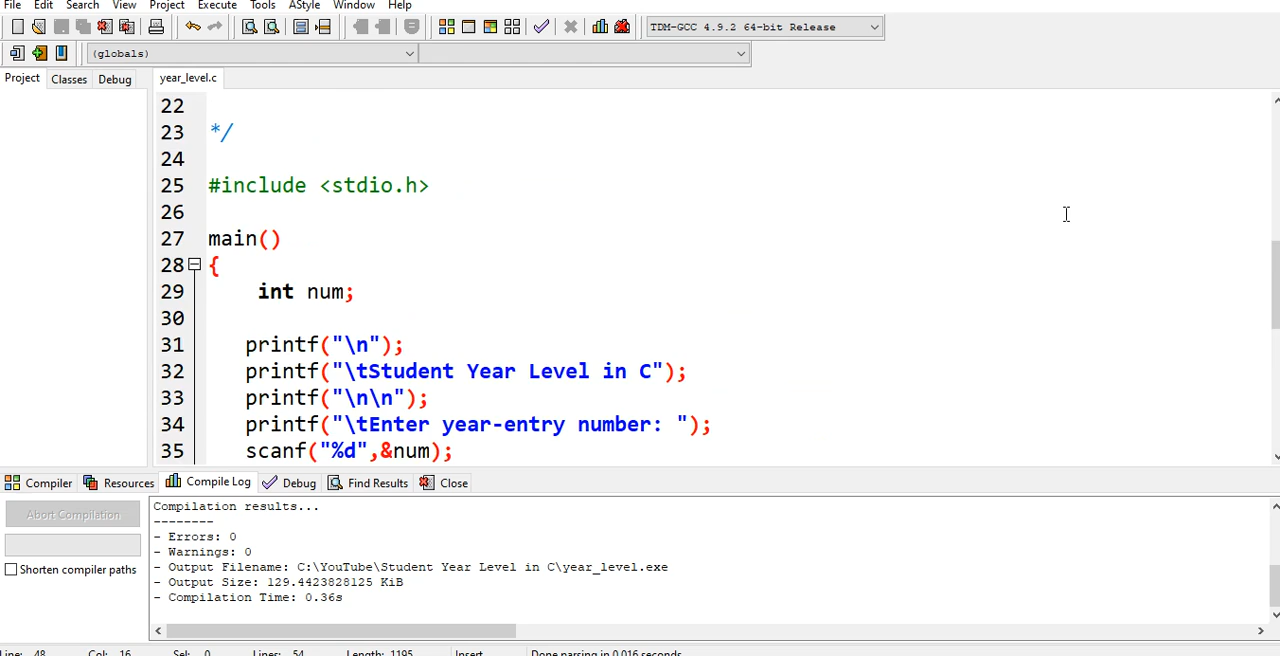 File Edit Search View Project Execute Tools AStyle Window Help
TDM-GCC 4.9.2 64-bit Release
(globals)
Project Classes Debug year_level.c
22
23 */
24
25 #include <stdio.h>
26
27 main()
28 {
29 int num;
30
31 printf("\n");
32 printf("\tStudent Year Level in C");
33 printf("\n\n");
34 printf("\tEnter year-entry number: ");
35 scanf("%d",&num);
Compiler Resources Compile Log Debug Find Results Close
Abort Compilation
Shorten compiler paths
Compilation results...
--------
- Errors: 0
- Warnings: 0
- Output Filename: C:\YouTube\Student Year Level in C\year_level.exe
- Output Size: 129.4423828125 KiB
- Compilation Time: 0.36s
Line: 48 Col: 16 Sel: 0 Lines: 54 Length: 1195 Insert Done parsing in 0.016 seconds